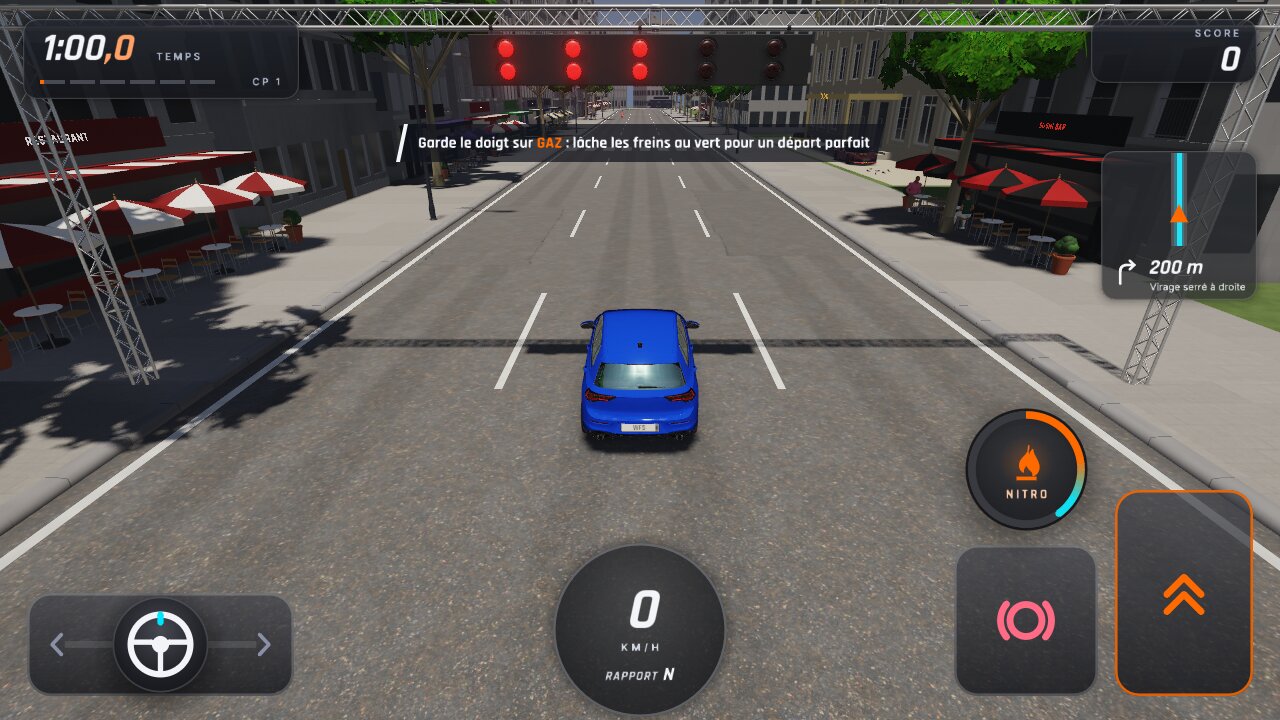 1:00,0 TEMPS
CP 1
SCORE
0
RESTAURANT
SUSHI BAR
Garde le doigt sur GAZ : lâche les freins au vert pour un départ parfait
200 m
Virage serré à droite
WFS
NITRO
0
KM/H
RAPPORT N